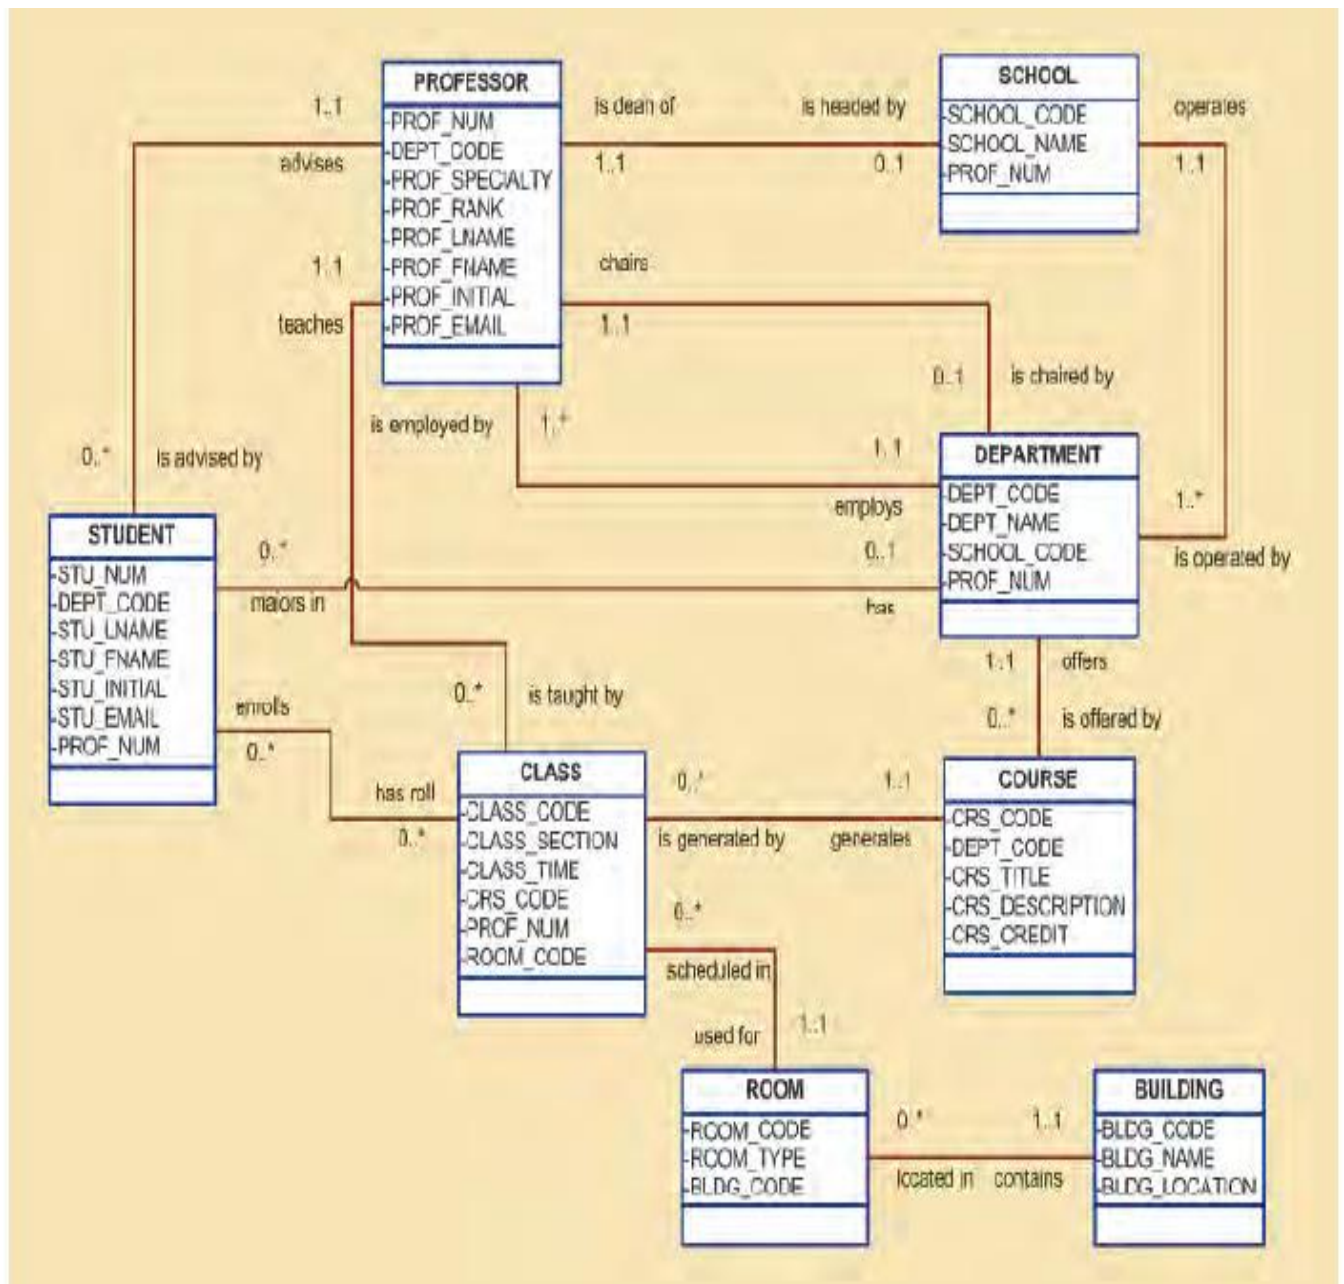 PROFESSOR
-PROF_NUM
-DEPT_CODE
-PROF_SPECIALTY
-PROF_RANK
-PROF_LNAME
-PROF_FNAME
-PROF_INITIAL
-PROF_EMAIL
SCHOOL
-SCHOOL_CODE
-SCHOOL_NAME
-PROF_NUM
1..1
advises
is dean of
1..1
is headed by
0..1
operates
1..1
1..1
teaches
chairs
1..1
0..1
is chaired by
is employed by
1..*
1..1
employs
0..*
is advised by
DEPARTMENT
-DEPT_CODE
-DEPT_NAME
-SCHOOL_CODE
-PROF_NUM
1..*
is operated by
STUDENT
-STU_NUM
-DEPT_CODE
-STU_LNAME
-STU_FNAME
-STU_INITIAL
-STU_EMAIL
-PROF_NUM
0..*
majors in
0..1
has
1..1
offers
0..*
is offered by
0..*
is taught by
enrolls
0..*
has roll
0..*
CLASS
-CLASS_CODE
-CLASS_SECTION
-CLASS_TIME
-CRS_CODE
-PROF_NUM
-ROOM_CODE
0..*
is generated by
1..1
generates
COURSE
-CRS_CODE
-DEPT_CODE
-CRS_TITLE
-CRS_DESCRIPTION
-CRS_CREDIT
0..*
scheduled in
used for
1..1
ROOM
-ROOM_CODE
-ROOM_TYPE
-BLDG_CODE
0..*
located in
1..1
contains
BUILDING
-BLDG_CODE
-BLDG_NAME
-BLDG_LOCATION